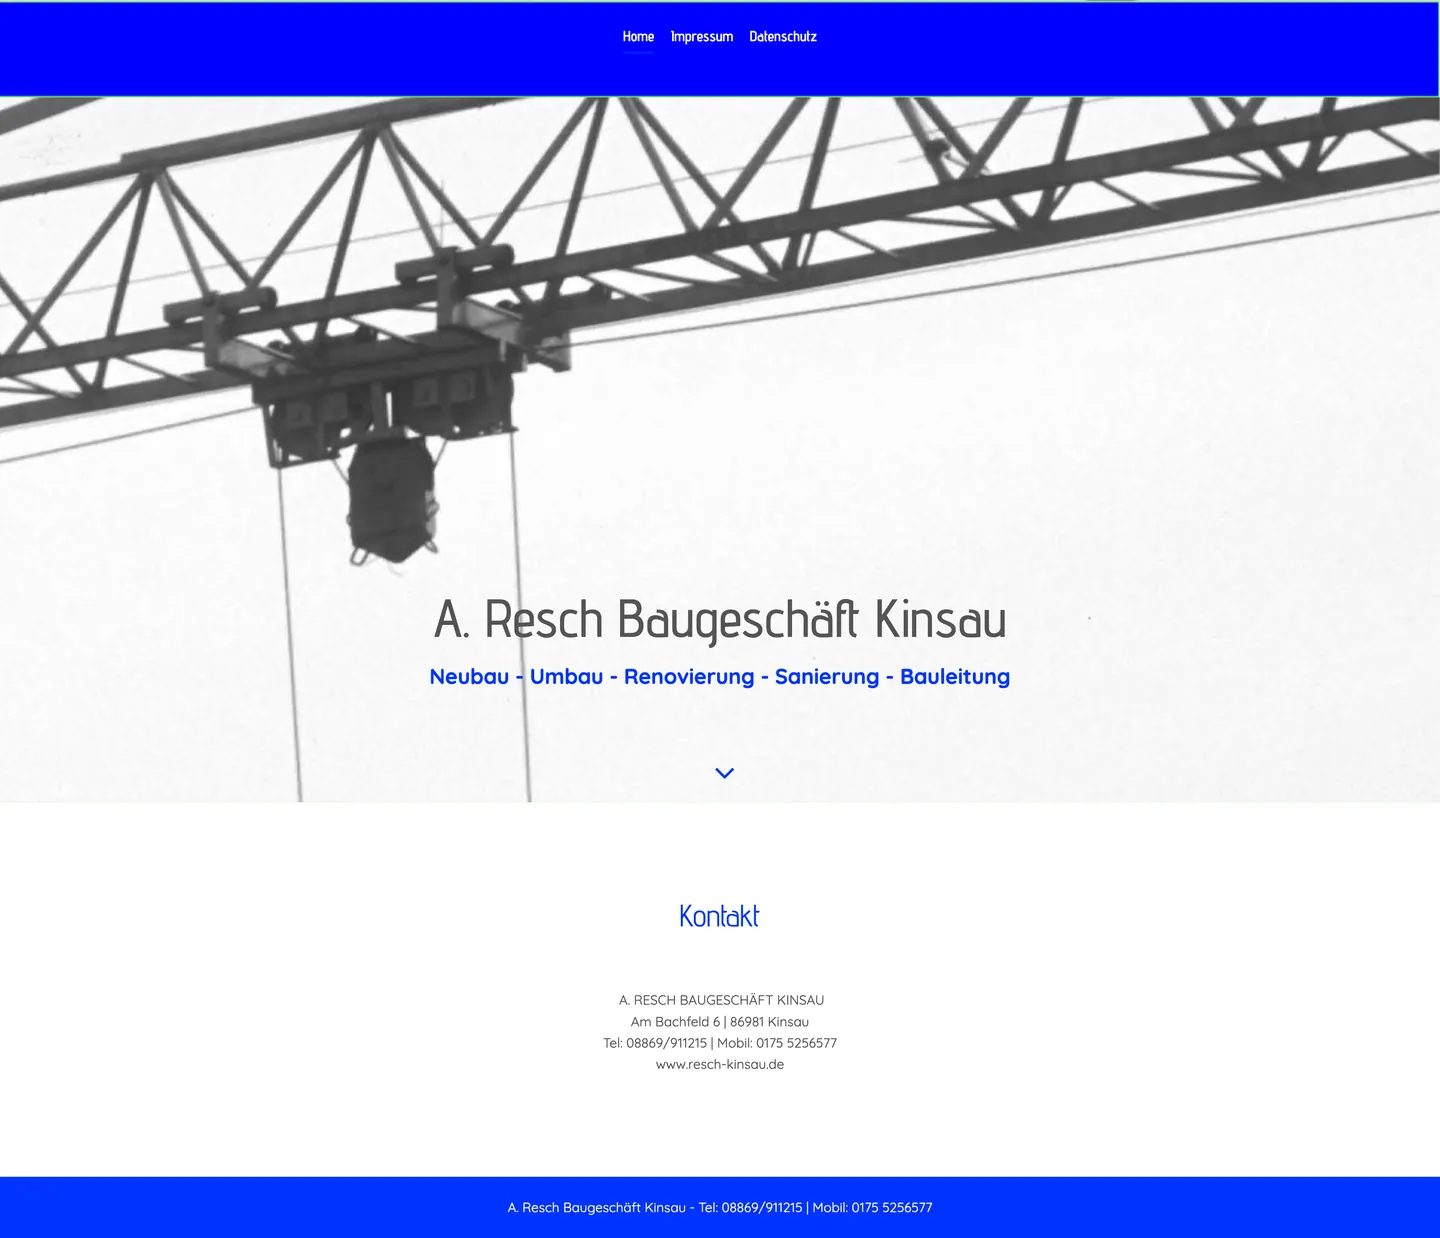 Home Impressum Datenschutz
A. Resch Baugeschäft Kinsau
Neubau - Umbau - Renovierung - Sanierung - Bauleitung
Kontakt
A. RESCH BAUGESCHÄFT KINSAU
Am Bachfeld 6 | 86981 Kinsau
Tel: 08869/911215 | Mobil: 0175 5256577
www.resch-kinsau.de
A. Resch Baugeschäft Kinsau - Tel: 08869/911215 | Mobil: 0175 5256577